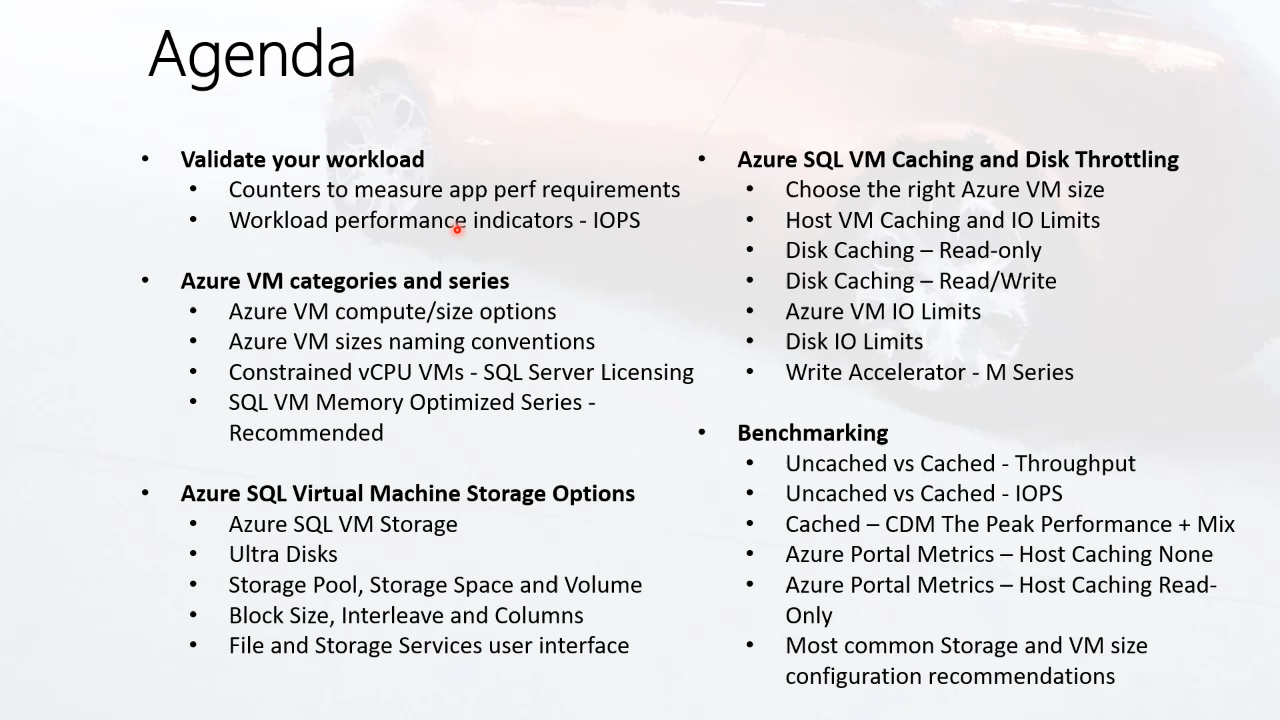 Agenda
• Validate your workload
• Counters to measure app perf requirements
• Workload performance indicators - IOPS
• Azure VM categories and series
• Azure VM compute/size options
• Azure VM sizes naming conventions
• Constrained vCPU VMs - SQL Server Licensing
• SQL VM Memory Optimized Series -
Recommended
• Azure SQL Virtual Machine Storage Options
• Azure SQL VM Storage
• Ultra Disks
• Storage Pool, Storage Space and Volume
• Block Size, Interleave and Columns
• File and Storage Services user interface
• Azure SQL VM Caching and Disk Throttling
• Choose the right Azure VM size
• Host VM Caching and IO Limits
• Disk Caching – Read-only
• Disk Caching – Read/Write
• Azure VM IO Limits
• Disk IO Limits
• Write Accelerator - M Series
• Benchmarking
• Uncached vs Cached - Throughput
• Uncached vs Cached - IOPS
• Cached – CDM The Peak Performance + Mix
• Azure Portal Metrics – Host Caching None
• Azure Portal Metrics – Host Caching Read-
Only
• Most common Storage and VM size
configuration recommendations